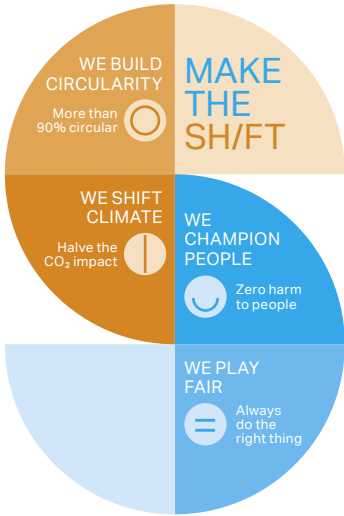 WE BUILD
CIRCULARITY
More than
90% circular
MAKE
THE
SH/FT
WE SHIFT
CLIMATE
Halve the
CO₂ impact
WE
CHAMPION
PEOPLE
Zero harm
to people
WE PLAY
FAIR
Always
do the
right thing